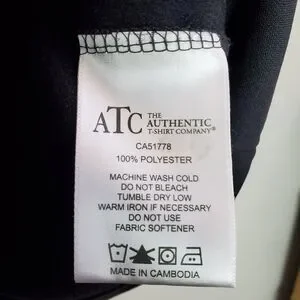 ATC THE
AUTHENTIC
T-SHIRT COMPANY®
CA51778
100% POLYESTER
MACHINE WASH COLD
DO NOT BLEACH
TUMBLE DRY LOW
WARM IRON IF NECESSARY
DO NOT USE
FABRIC SOFTENER
MADE IN CAMBODIA